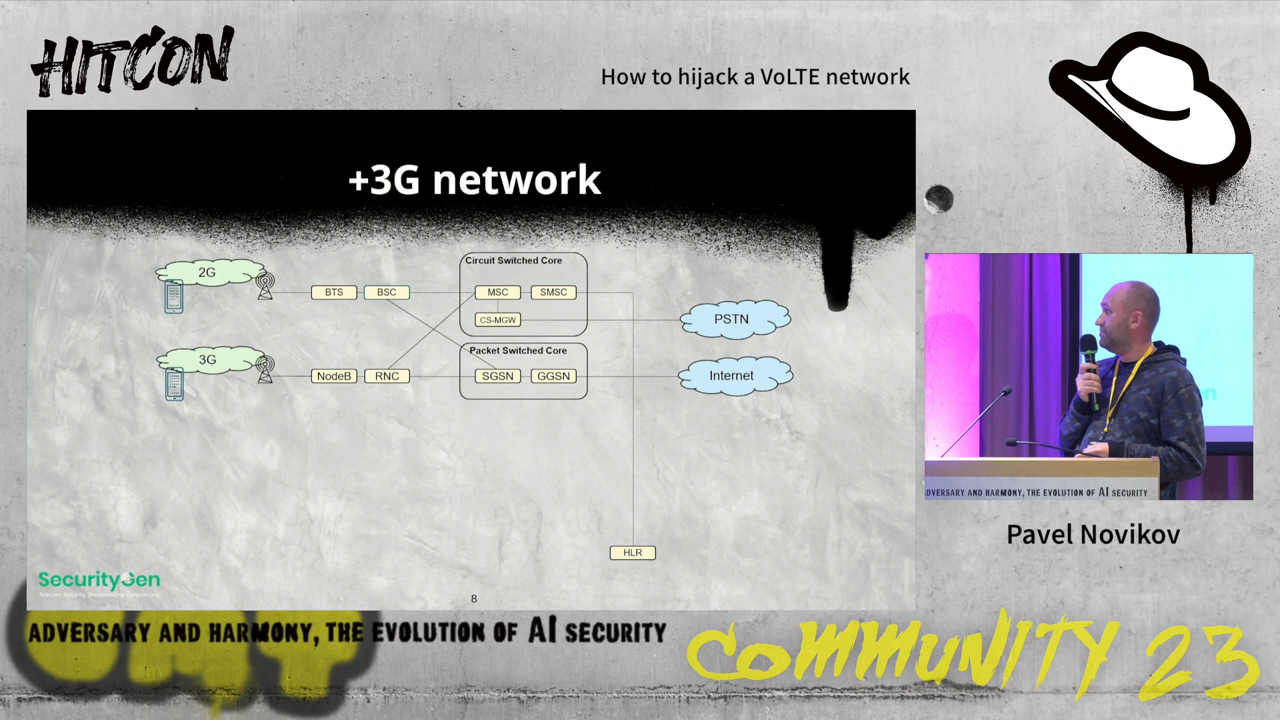 HITCON
How to hijack a VoLTE network
+3G network
2G
BTS
BSC
Circuit Switched Core
MSC
SMSC
CS-MGW
PSTN
3G
NodeB
RNC
Packet Switched Core
SGSN
GGSN
Internet
HLR
SecurityGen
8
ADVERSARY AND HARMONY, THE EVOLUTION OF AI SECURITY
Pavel Novikov
ADVERSARY AND HARMONY, THE EVOLUTION OF AI SECURITY
COMMUNITY 23